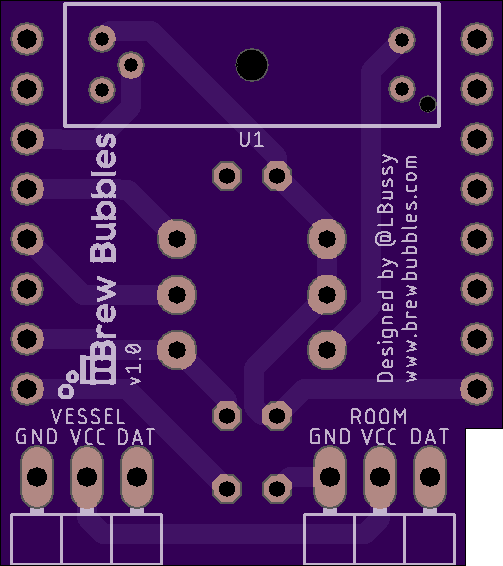 U1
Brew Bubbles
v1.0
Designed by @LBussy
www.brewbubbles.com
VESSEL
GND VCC DAT
ROOM
GND VCC DAT